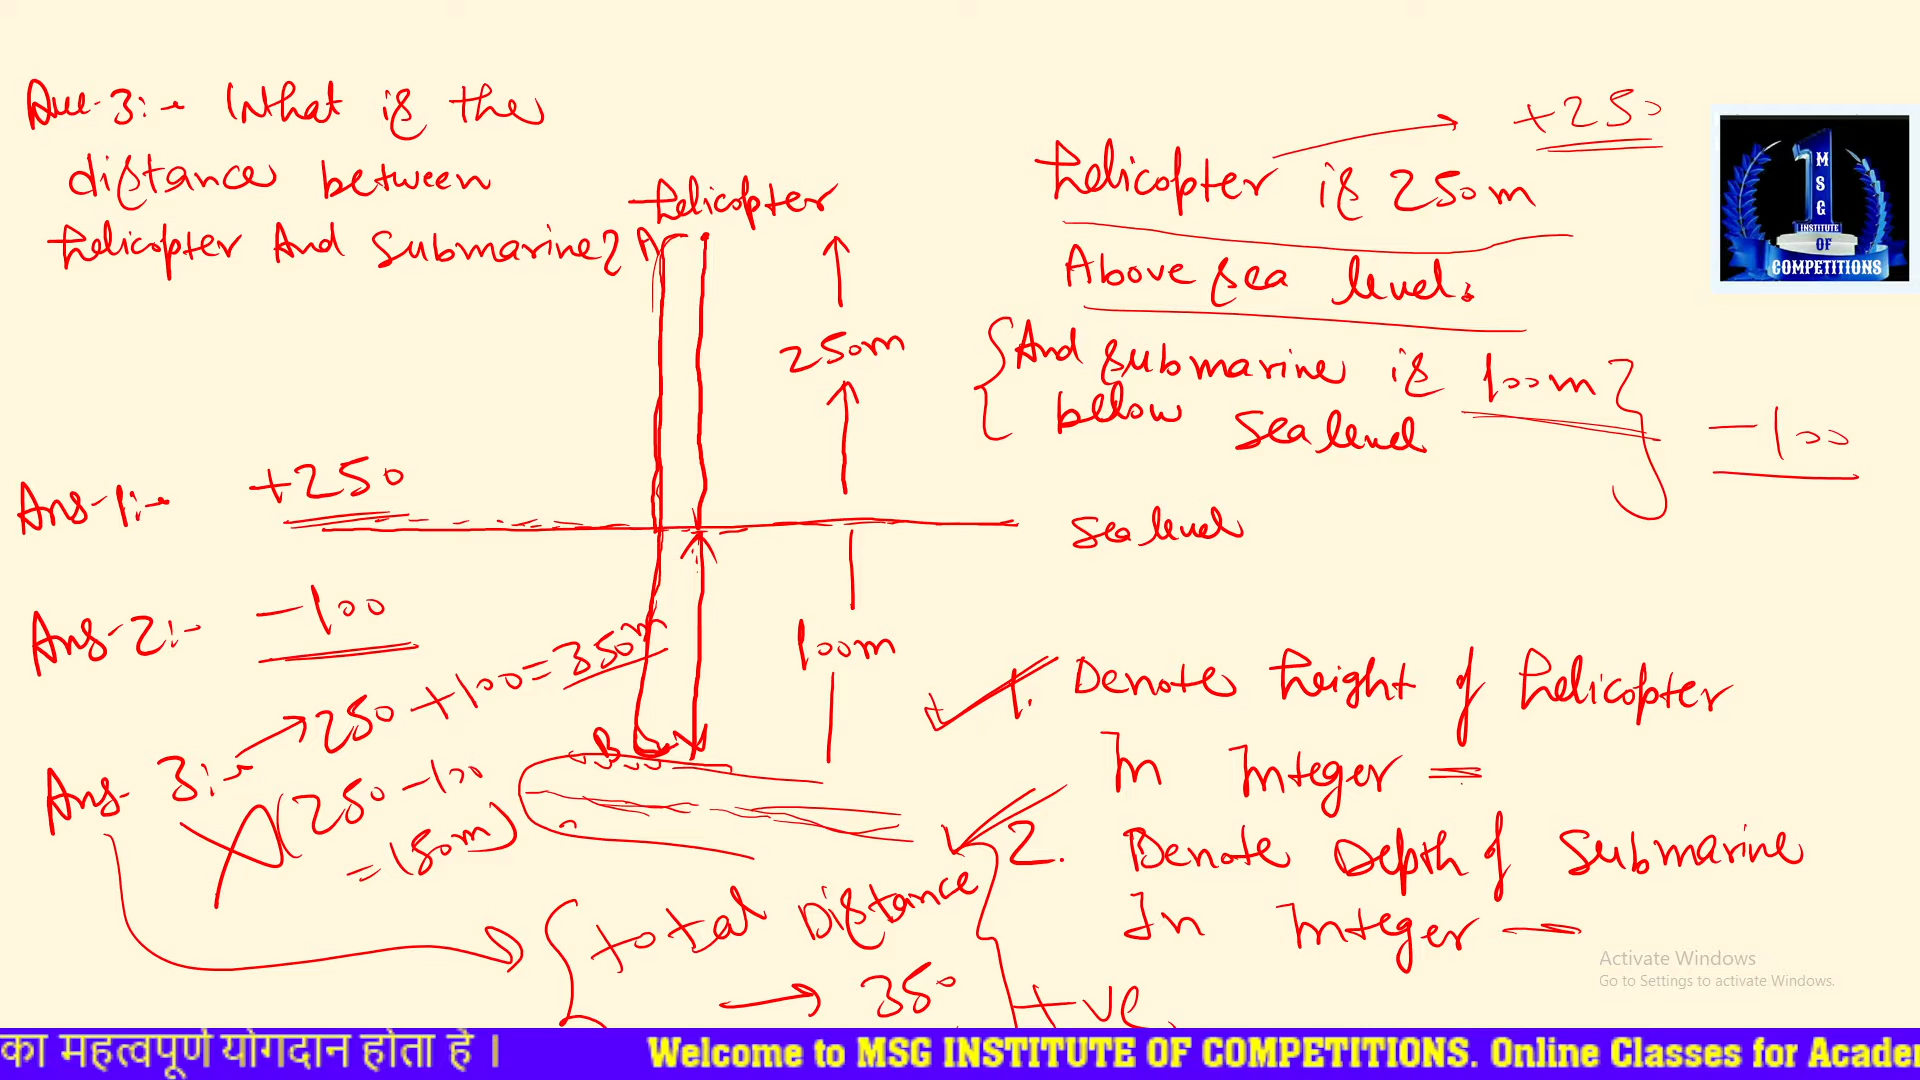 Que-3:- What is the
distance between
helicopter And submarine?
Helicopter
A
250m
Helicopter is 250m
+250
Above sea level.
And submarine is 100m
below sea level
-100
Sea level
Ans-1:- +250
Ans-2:- -100
100m
Ans-3:- 250+100=350m
(250-100
=150m)
B
total Distance
→ 350
+ve
1. Denote height of helicopter
In Integer =
2. Denote Depth of Submarine
In Integer —
1
MSG
INSTITUTE
OF
COMPETITIONS
Activate Windows
Go to Settings to activate Windows.
का महत्वपूर्ण योगदान होता है । Welcome to MSG INSTITUTE OF COMPETITIONS. Online Classes for Acade